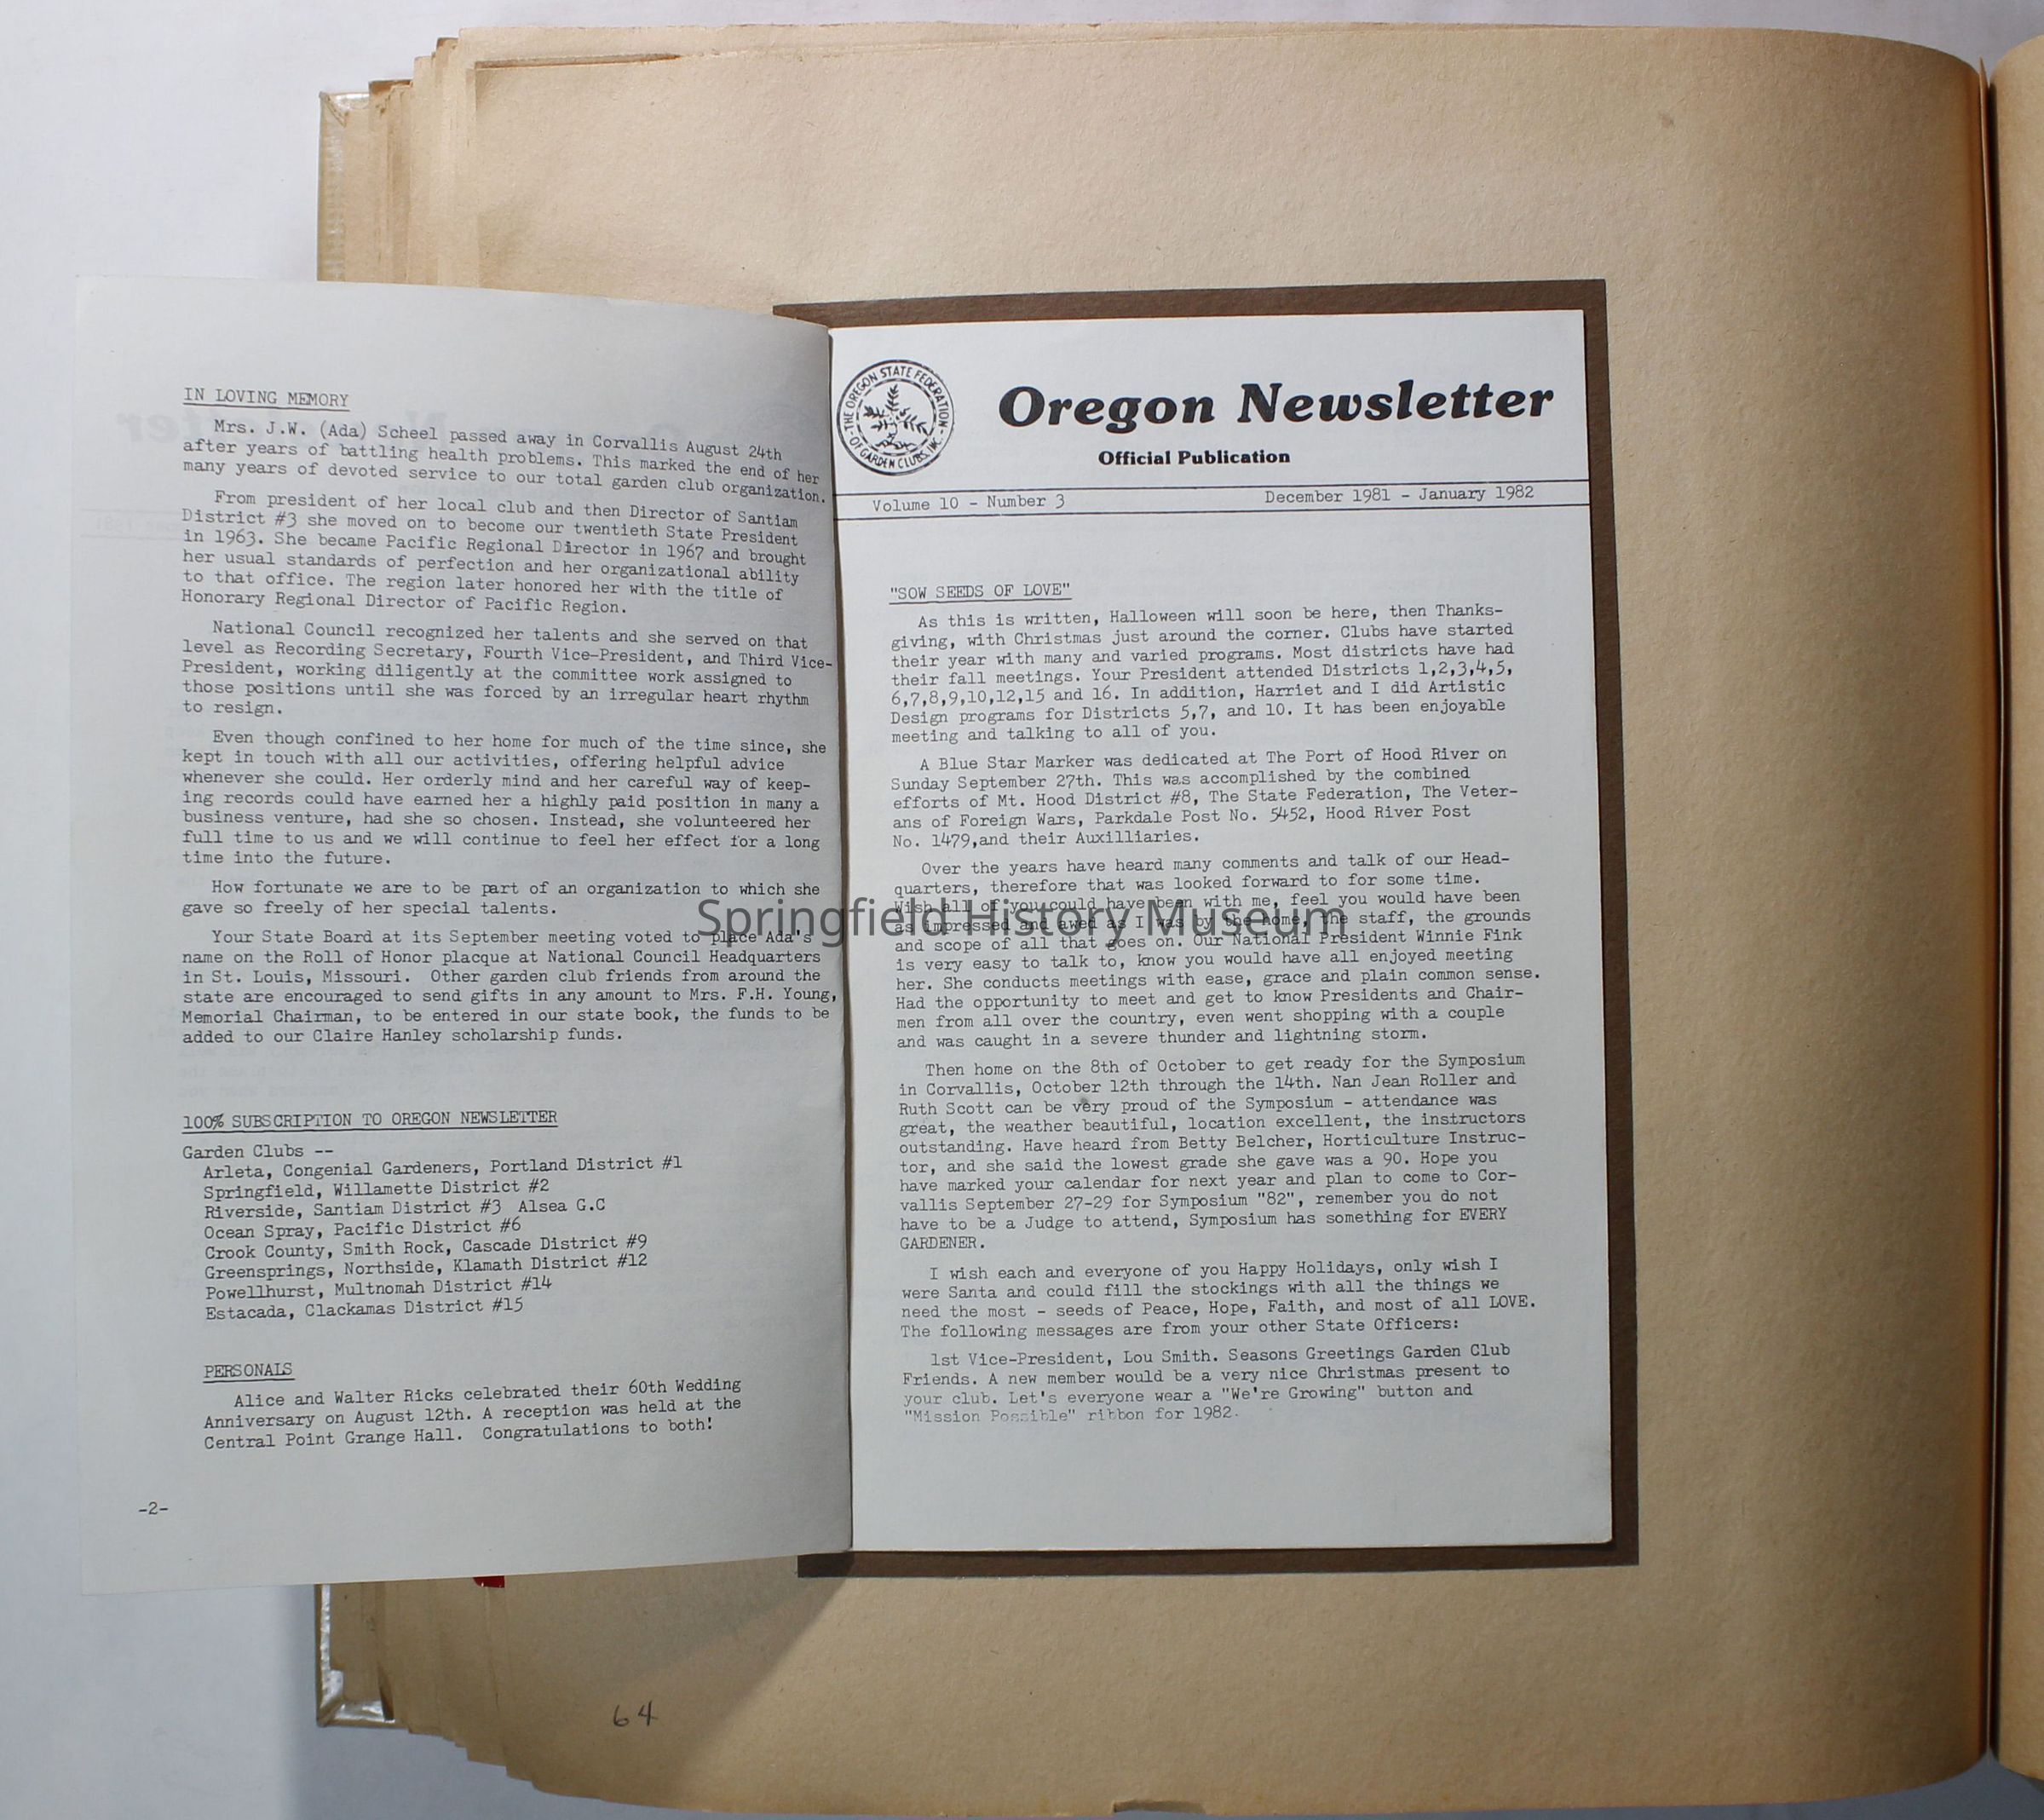 IN LOVING MEMORY
Mrs. J.W. (Ada) Scheel passed away in Corvallis August 24th
after years of battling health problems. This marked the end of her
many years of devoted service to our total garden club organization.
From president of her local club and then Director of Santiam
District #3 she moved on to become our twentieth State President
in 1963. She became Pacific Regional Director in 1967 and brought
her usual standards of perfection and her organizational ability
to that office. The region later honored her with the title of
Honorary Regional Director of Pacific Region.
National Council recognized her talents and she served on that
level as Recording Secretary, Fourth Vice-President, and Third Vice-
President, working diligently at the committee work assigned to
those positions until she was forced by an irregular heart rhythm
to resign.
Even though confined to her home for much of the time since, she
kept in touch with all our activities, offering helpful advice
whenever she could. Her orderly mind and her careful way of keep-
ing records could have earned her a highly paid position in many a
business venture, had she so chosen. Instead, she volunteered her
full time to us and we will continue to feel her effect for a long
time into the future.
How fortunate we are to be part of an organization to which she
gave so freely of her special talents.
Your State Board at its September meeting voted to place Ada's
name on the Roll of Honor placque at National Council Headquarters
in St. Louis, Missouri. Other garden club friends from around the
state are encouraged to send gifts in any amount to Mrs. F.H. Young,
Memorial Chairman, to be entered in our state book, the funds to be
added to our Claire Hanley scholarship funds.
100% SUBSCRIPTION TO OREGON NEWSLETTER
Garden Clubs --
Arleta, Congenial Gardeners, Portland District #1
Springfield, Willamette District #2
Riverside, Santiam District #3 Alsea G.C
Ocean Spray, Pacific District #6
Crook County, Smith Rock, Cascade District #9
Greensprings, Northside, Klamath District #12
Powellhurst, Multnomah District #14
Estacada, Clackamas District #15
PERSONALS
Alice and Walter Ricks celebrated their 60th Wedding
Anniversary on August 12th. A reception was held at the
Central Point Grange Hall. Congratulations to both!
-2-
THE OREGON STATE FEDERATION
OF GARDEN CLUBS, INC.
Oregon Newsletter
Official Publication
Volume 10 - Number 3 December 1981 - January 1982
"SOW SEEDS OF LOVE"
As this is written, Halloween will soon be here, then Thanks-
giving, with Christmas just around the corner. Clubs have started
their year with many and varied programs. Most districts have had
their fall meetings. Your President attended Districts 1,2,3,4,5,
6,7,8,9,10,12,15 and 16. In addition, Harriet and I did Artistic
Design programs for Districts 5,7, and 10. It has been enjoyable
meeting and talking to all of you.
A Blue Star Marker was dedicated at The Port of Hood River on
Sunday September 27th. This was accomplished by the combined
efforts of Mt. Hood District #8, The State Federation, The Veter-
ans of Foreign Wars, Parkdale Post No. 5452, Hood River Post
No. 1479,and their Auxilliaries.
Over the years have heard many comments and talk of our Head-
quarters, therefore that was looked forward to for some time.
Wish all of you could have been with me, feel you would have been
as impressed and awed as I was by the home, the staff, the grounds
and scope of all that goes on. Our National President Winnie Fink
is very easy to talk to, know you would have all enjoyed meeting
her. She conducts meetings with ease, grace and plain common sense.
Had the opportunity to meet and get to know Presidents and Chair-
men from all over the country, even went shopping with a couple
and was caught in a severe thunder and lightning storm.
Then home on the 8th of October to get ready for the Symposium
in Corvallis, October 12th through the 14th. Nan Jean Roller and
Ruth Scott can be very proud of the Symposium - attendance was
great, the weather beautiful, location excellent, the instructors
outstanding. Have heard from Betty Belcher, Horticulture Instruc-
tor, and she said the lowest grade she gave was a 90. Hope you
have marked your calendar for next year and plan to come to Cor-
vallis September 27-29 for Symposium "82", remember you do not
have to be a Judge to attend, Symposium has something for EVERY
GARDENER.
I wish each and everyone of you Happy Holidays, only wish I
were Santa and could fill the stockings with all the things we
need the most - seeds of Peace, Hope, Faith, and most of all LOVE.
The following messages are from your other State Officers:
1st Vice-President, Lou Smith. Seasons Greetings Garden Club
Friends. A new member would be a very nice Christmas present to
your club. Let's everyone wear a "We're Growing" button and
"Mission Possible" ribbon for 1982.
Springfield History Museum
64